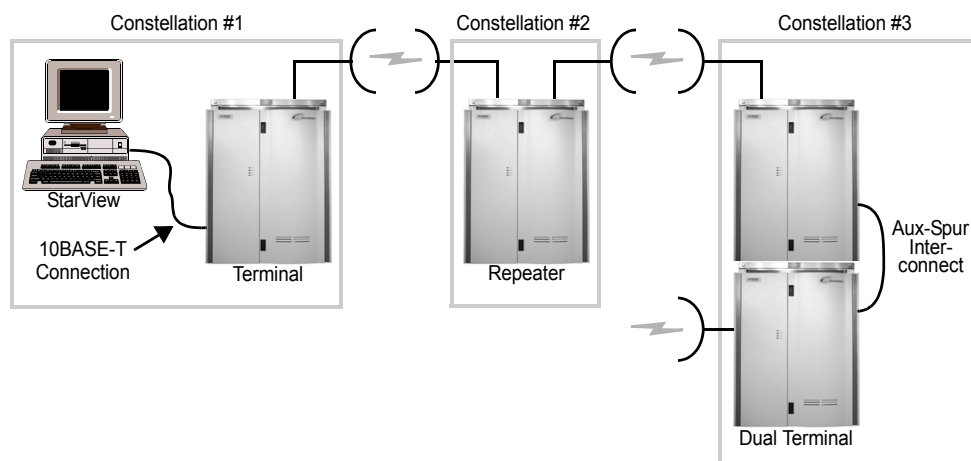 Constellation #1
Constellation #2
Constellation #3
StarView
10BASE-T
Connection
Terminal
Repeater
Aux-Spur
Inter-
connect
Dual Terminal